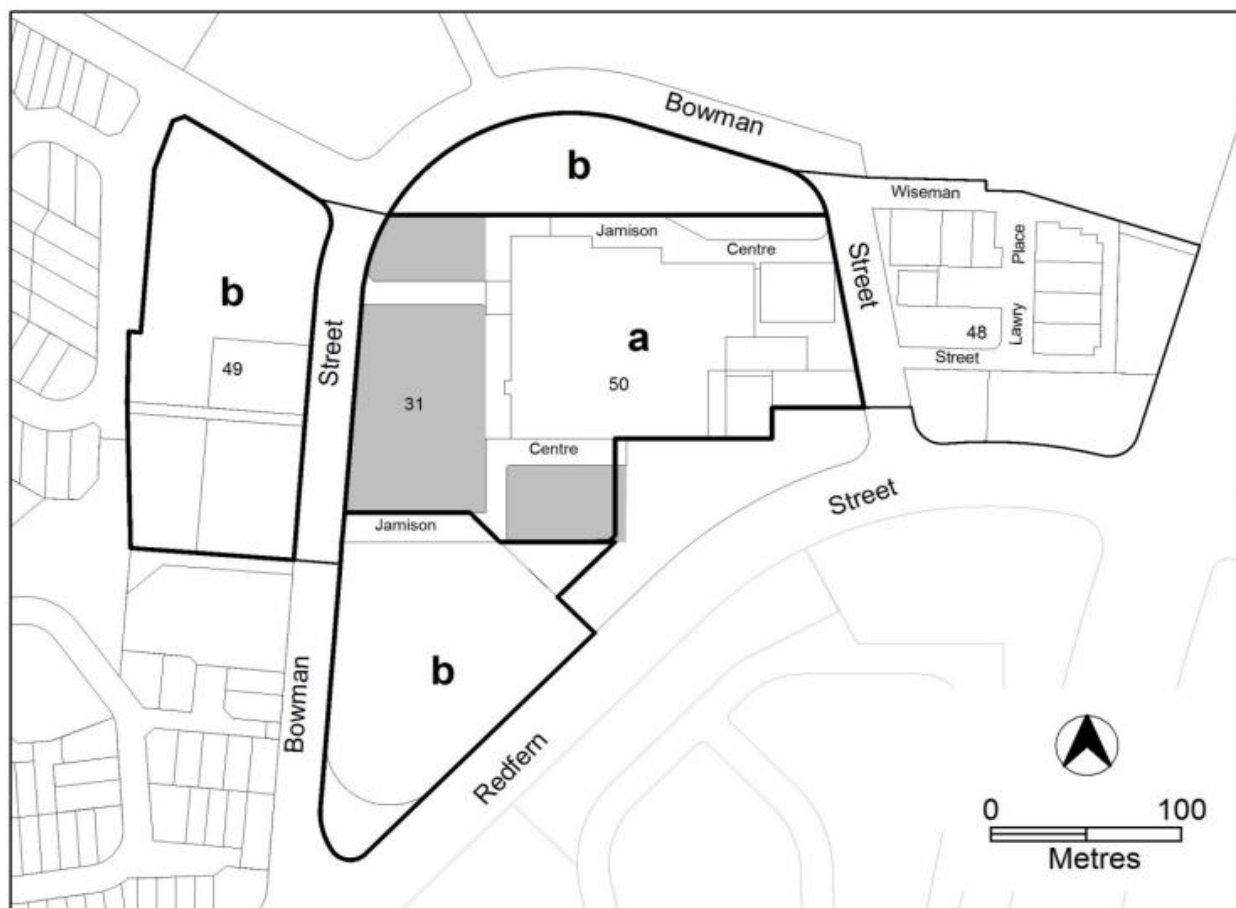 Bowman
b
Wiseman
Jamison
Centre
Place
b
Street
Street
a
Lawry
48
49
Street
31
50
Street
Centre
Street
Jamison
b
Bowman
Redfern
0 100
Metres